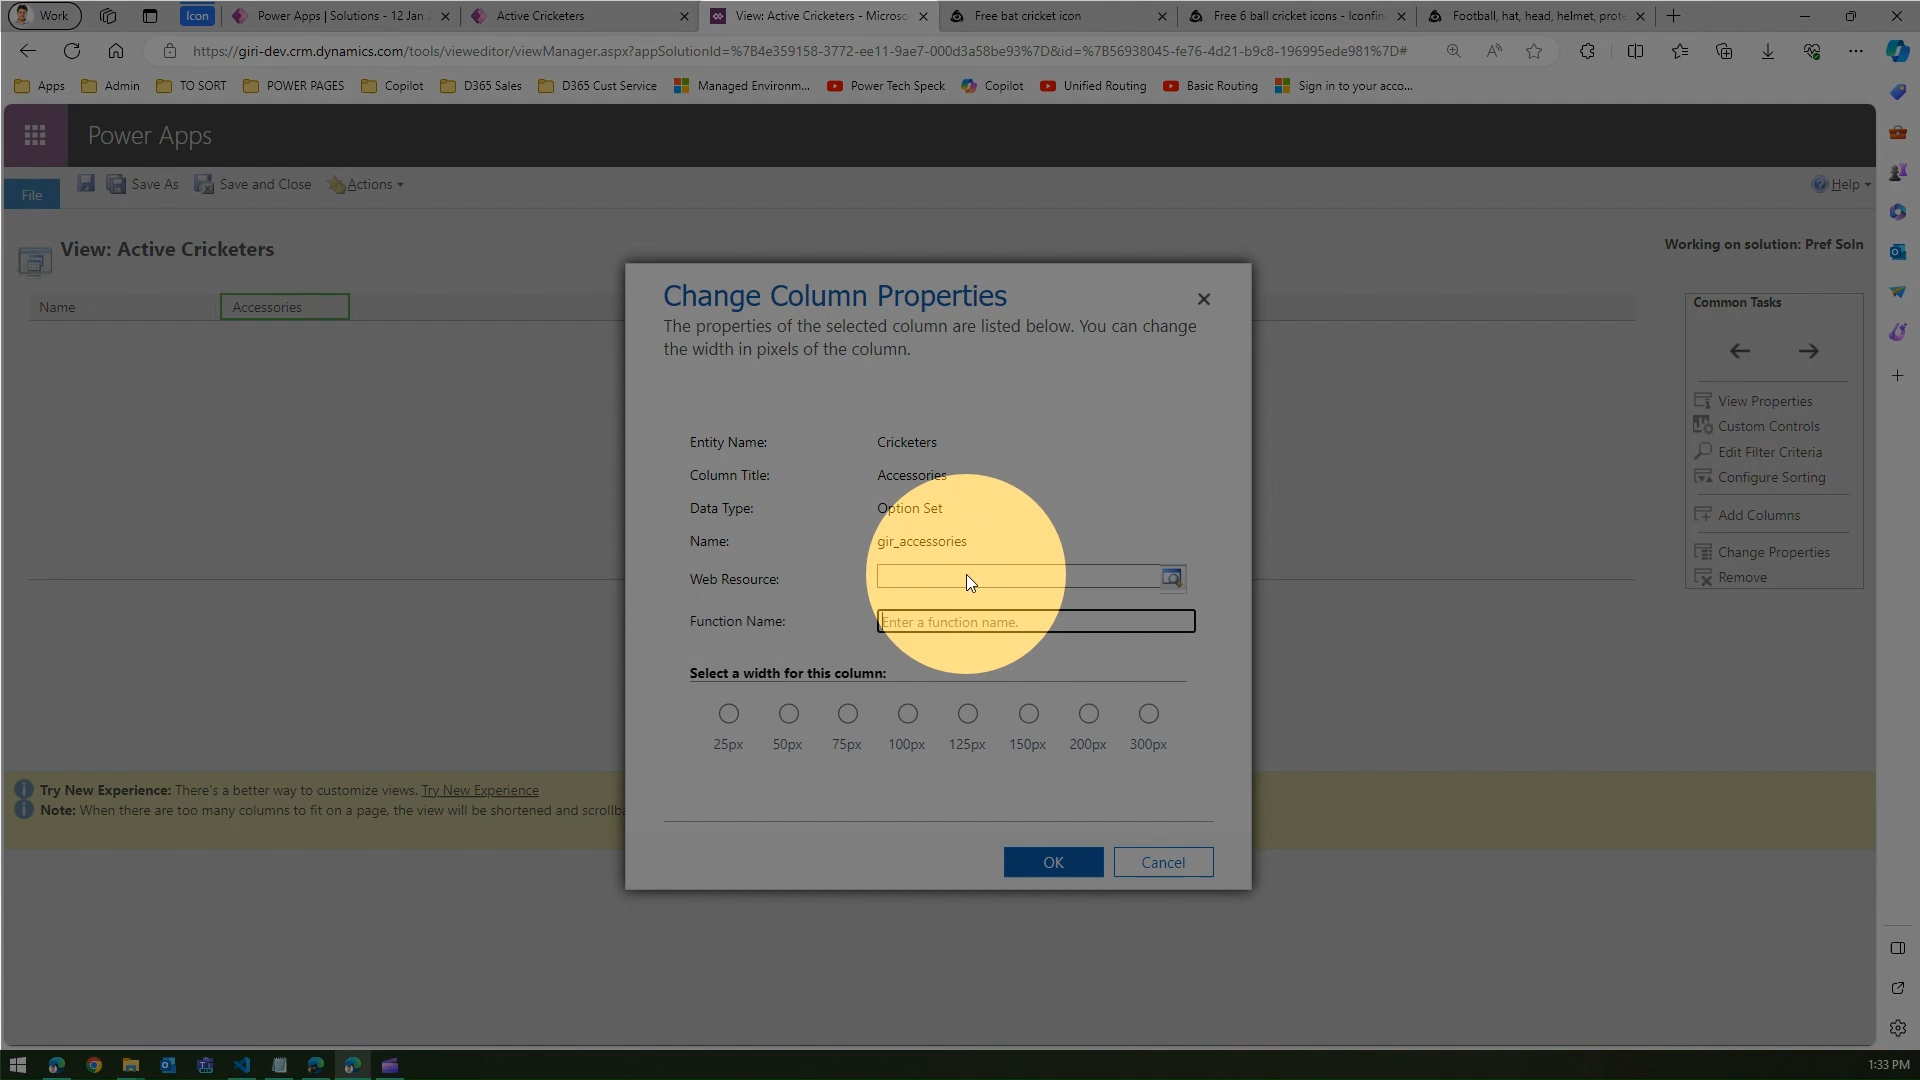 Work
Icon
Power Apps | Solutions - 12 Jan 2
Active Cricketers
View: Active Cricketers - Microso
Free bat cricket icon
Free 6 ball cricket icons - Iconfin
Football, hat, head, helmet, prote
https://giri-dev.crm.dynamics.com/tools/vieweditor/viewManager.aspx?appSolutionId=%7B4e359158-3772-ee11-9ae7-000d3a58be93%7D&id=%7B56938045-fe76-4d21-b9c8-196995ede981%7D#
Apps
Admin
TO SORT
POWER PAGES
Copilot
D365 Sales
D365 Cust Service
Managed Environm...
Power Tech Speck
Copilot
Unified Routing
Basic Routing
Sign in to your acco...
Power Apps
File
Save As
Save and Close
Actions
Help
View: Active Cricketers
Working on solution: Pref Soln
Name
Accessories
Common Tasks
View Properties
Custom Controls
Edit Filter Criteria
Configure Sorting
Add Columns
Change Properties
Remove
Change Column Properties
The properties of the selected column are listed below. You can change
the width in pixels of the column.
Entity Name: Cricketers
Column Title: Accessories
Data Type: Option Set
Name: gir_accessories
Web Resource:
Function Name: Enter a function name.
Select a width for this column:
25px 50px 75px 100px 125px 150px 200px 300px
OK
Cancel
Try New Experience: There's a better way to customize views. Try New Experience
Note: When there are too many columns to fit on a page, the view will be shortened and scrollba
1:33 PM